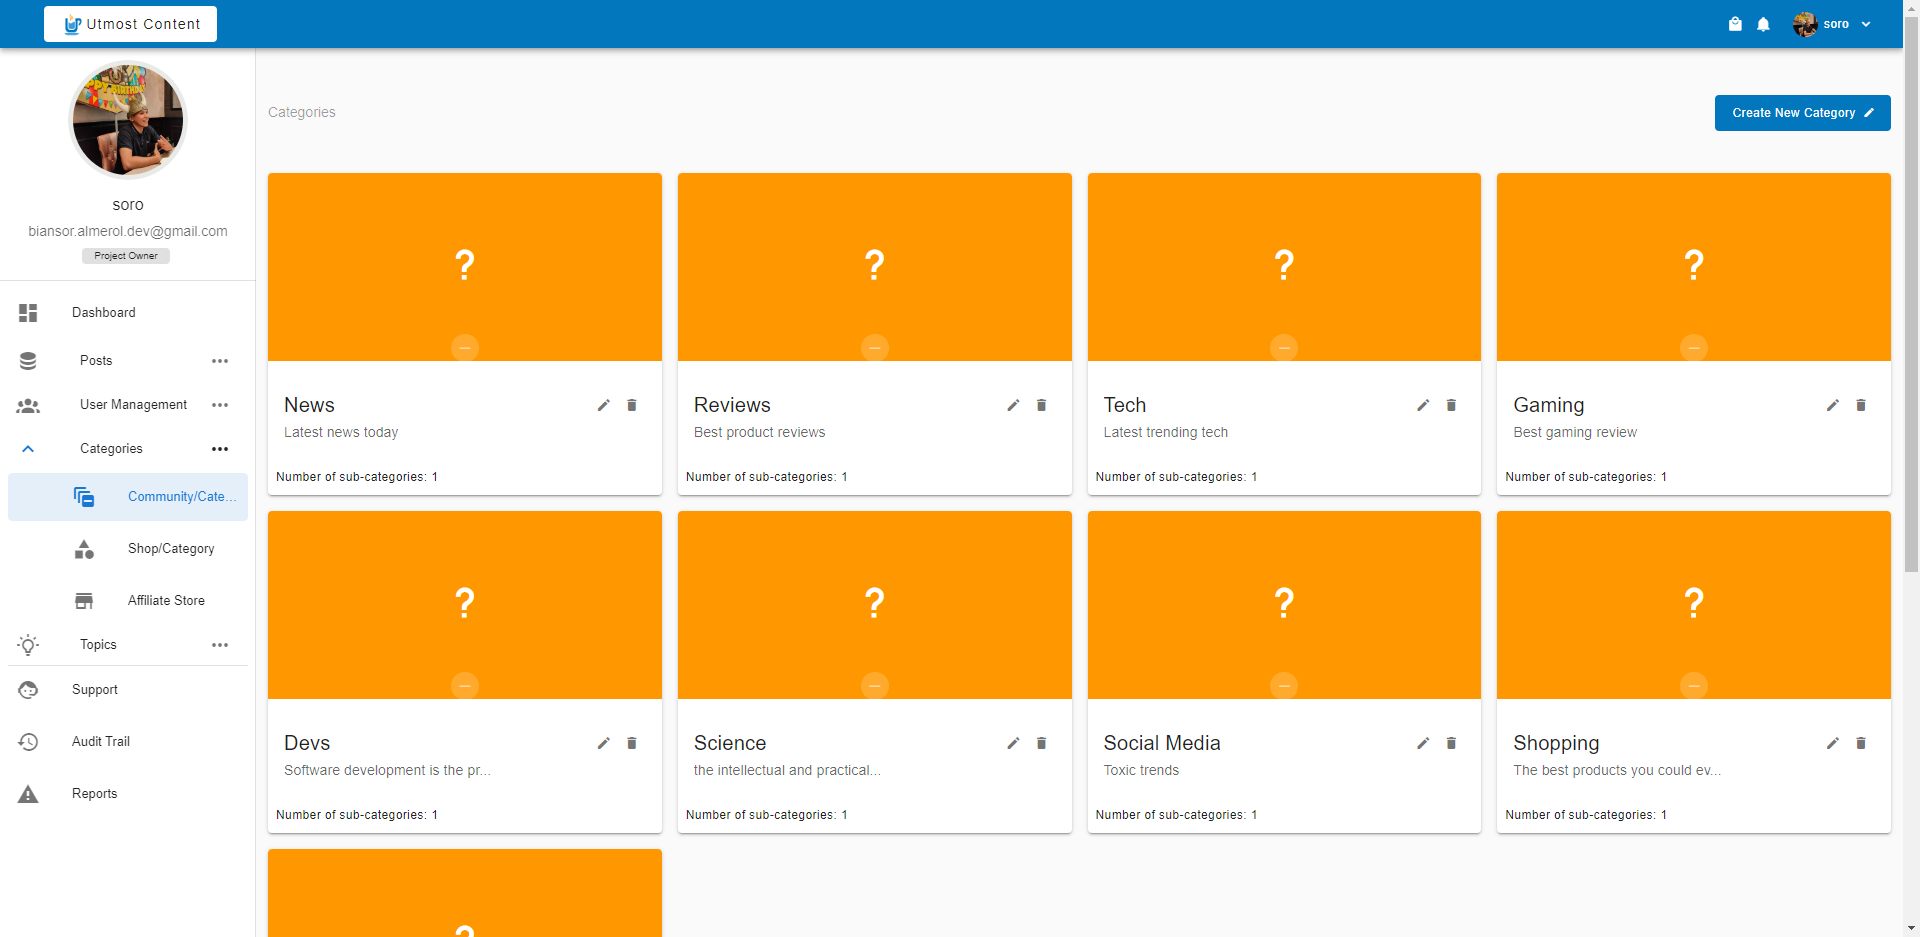 Utmost Content
soro
soro
biansor.almerol.dev@gmail.com
Project Owner
Dashboard
Posts
User Management
Categories
Community/Cate...
Shop/Category
Affiliate Store
Topics
Support
Audit Trail
Reports
Categories
Create New Category
?
?
?
?
News
Latest news today
Number of sub-categories: 1
Reviews
Best product reviews
Number of sub-categories: 1
Tech
Latest trending tech
Number of sub-categories: 1
Gaming
Best gaming review
Number of sub-categories: 1
?
?
?
?
Devs
Software development is the pr...
Number of sub-categories: 1
Science
the intellectual and practical...
Number of sub-categories: 1
Social Media
Toxic trends
Number of sub-categories: 1
Shopping
The best products you could ev...
Number of sub-categories: 1
?